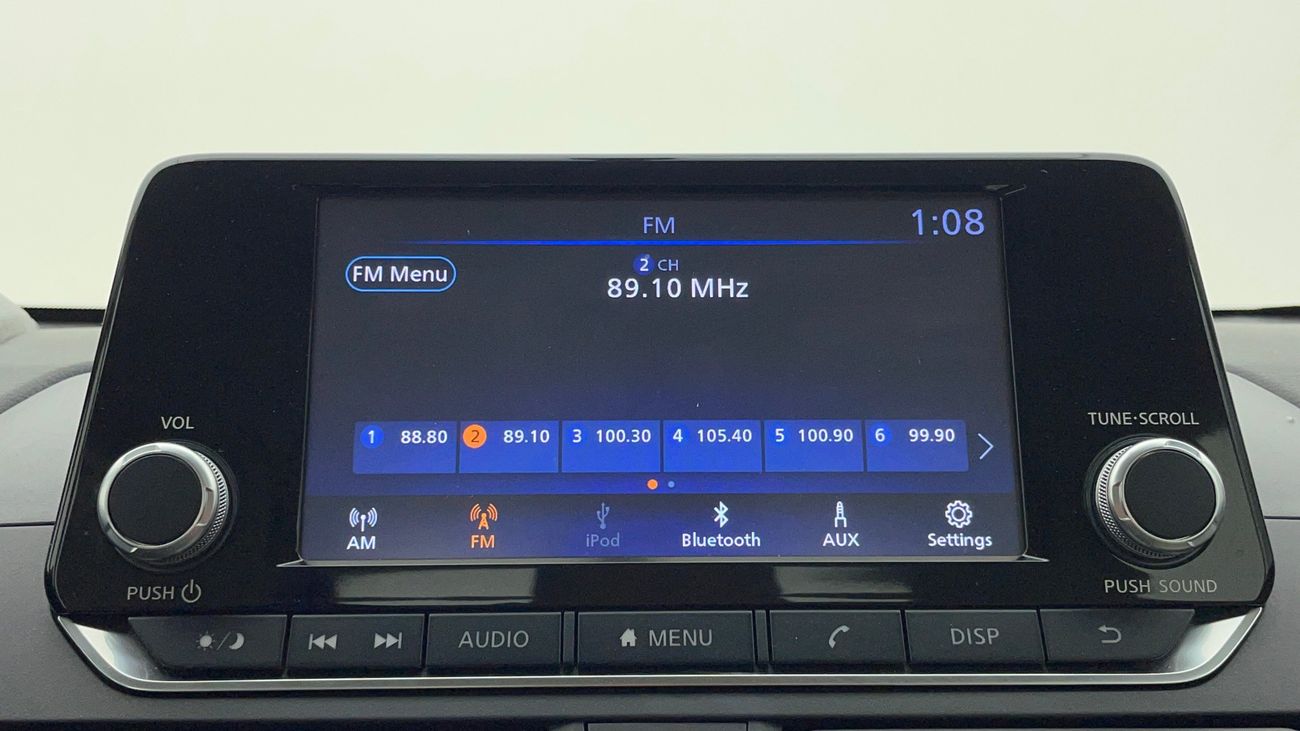 FM
1:08
FM Menu
2 CH
89.10 MHz
VOL
TUNE·SCROLL
1 88.80
2 89.10
3 100.30
4 105.40
5 100.90
6 99.90
AM
FM
iPod
Bluetooth
AUX
Settings
PUSH
PUSH SOUND
AUDIO
MENU
DISP